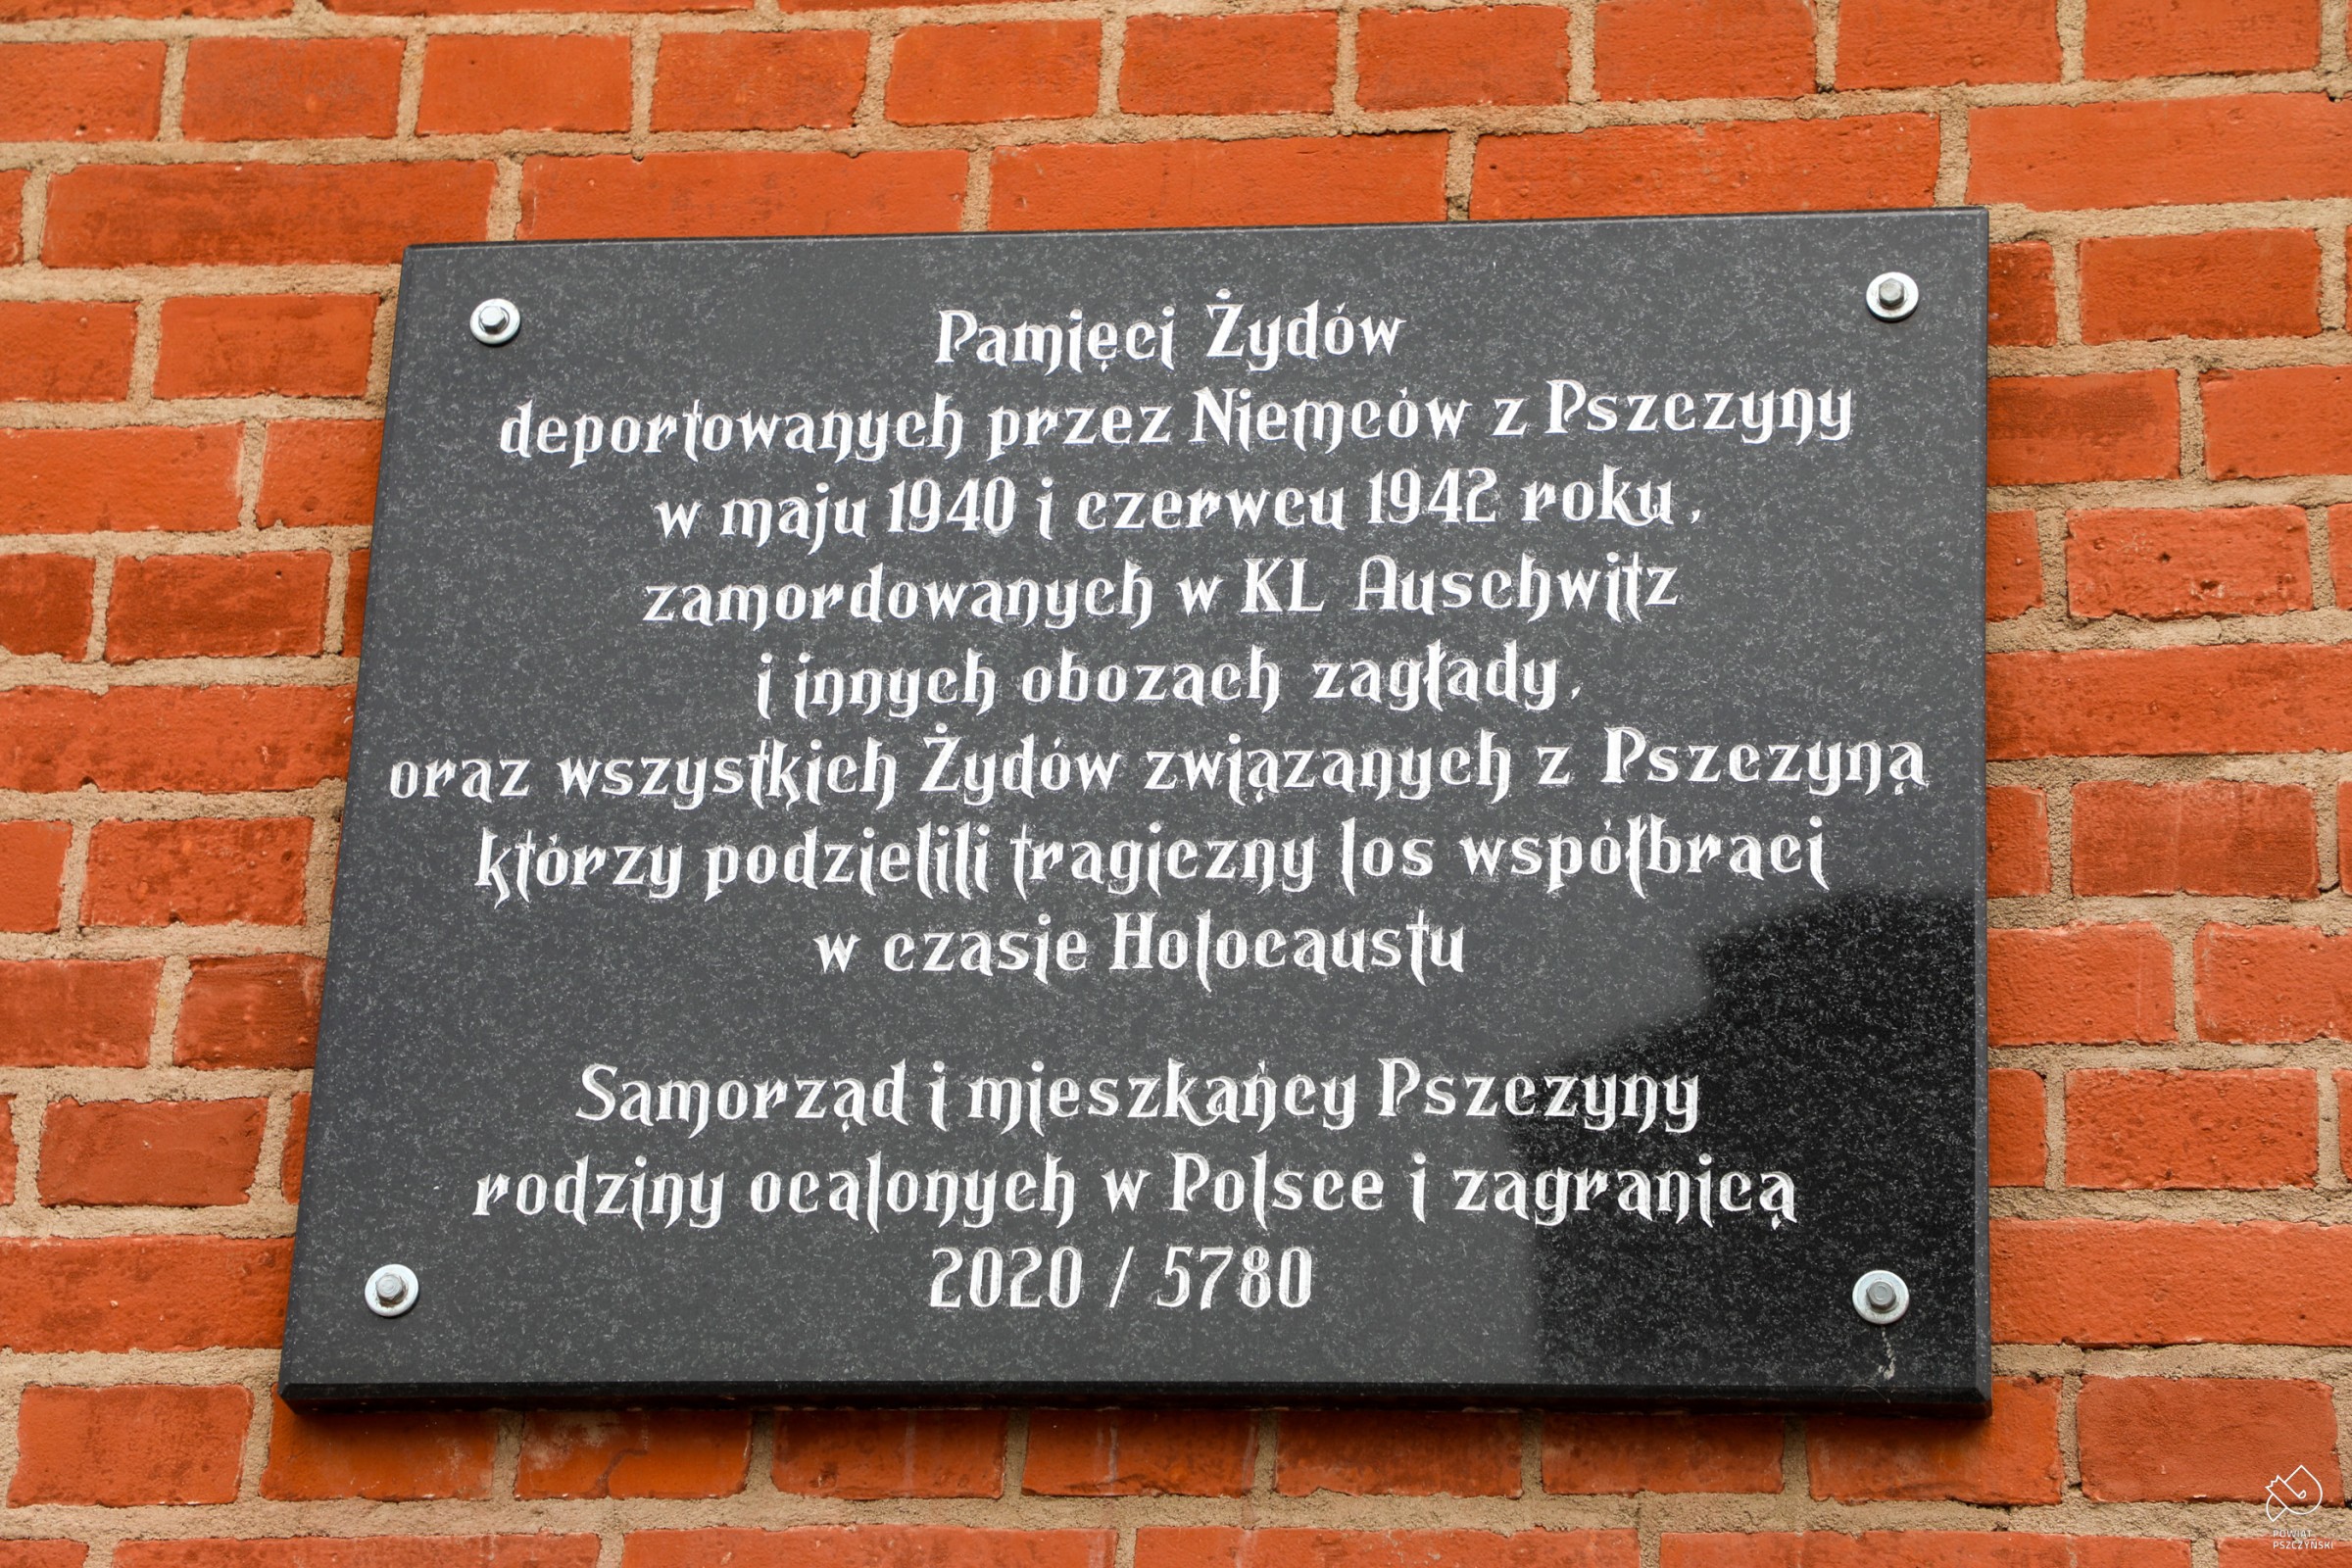 Pamięci Żydów
deportowanych przez Niemców z Pszczyny
w maju 1940 i czerwcu 1942 roku,
zamordowanych w KL Auschwitz
i innych obozach zagłady,
oraz wszystkich Żydów związanych z Pszczyną
którzy podzielili tragiczny los współbraci
w czasie Holocaustu
Samorząd i mieszkańcy Pszczyny
rodziny ocalonych w Polsce i zagranicą
2020 / 5780
POWIAT
PSZCZYŃSKI